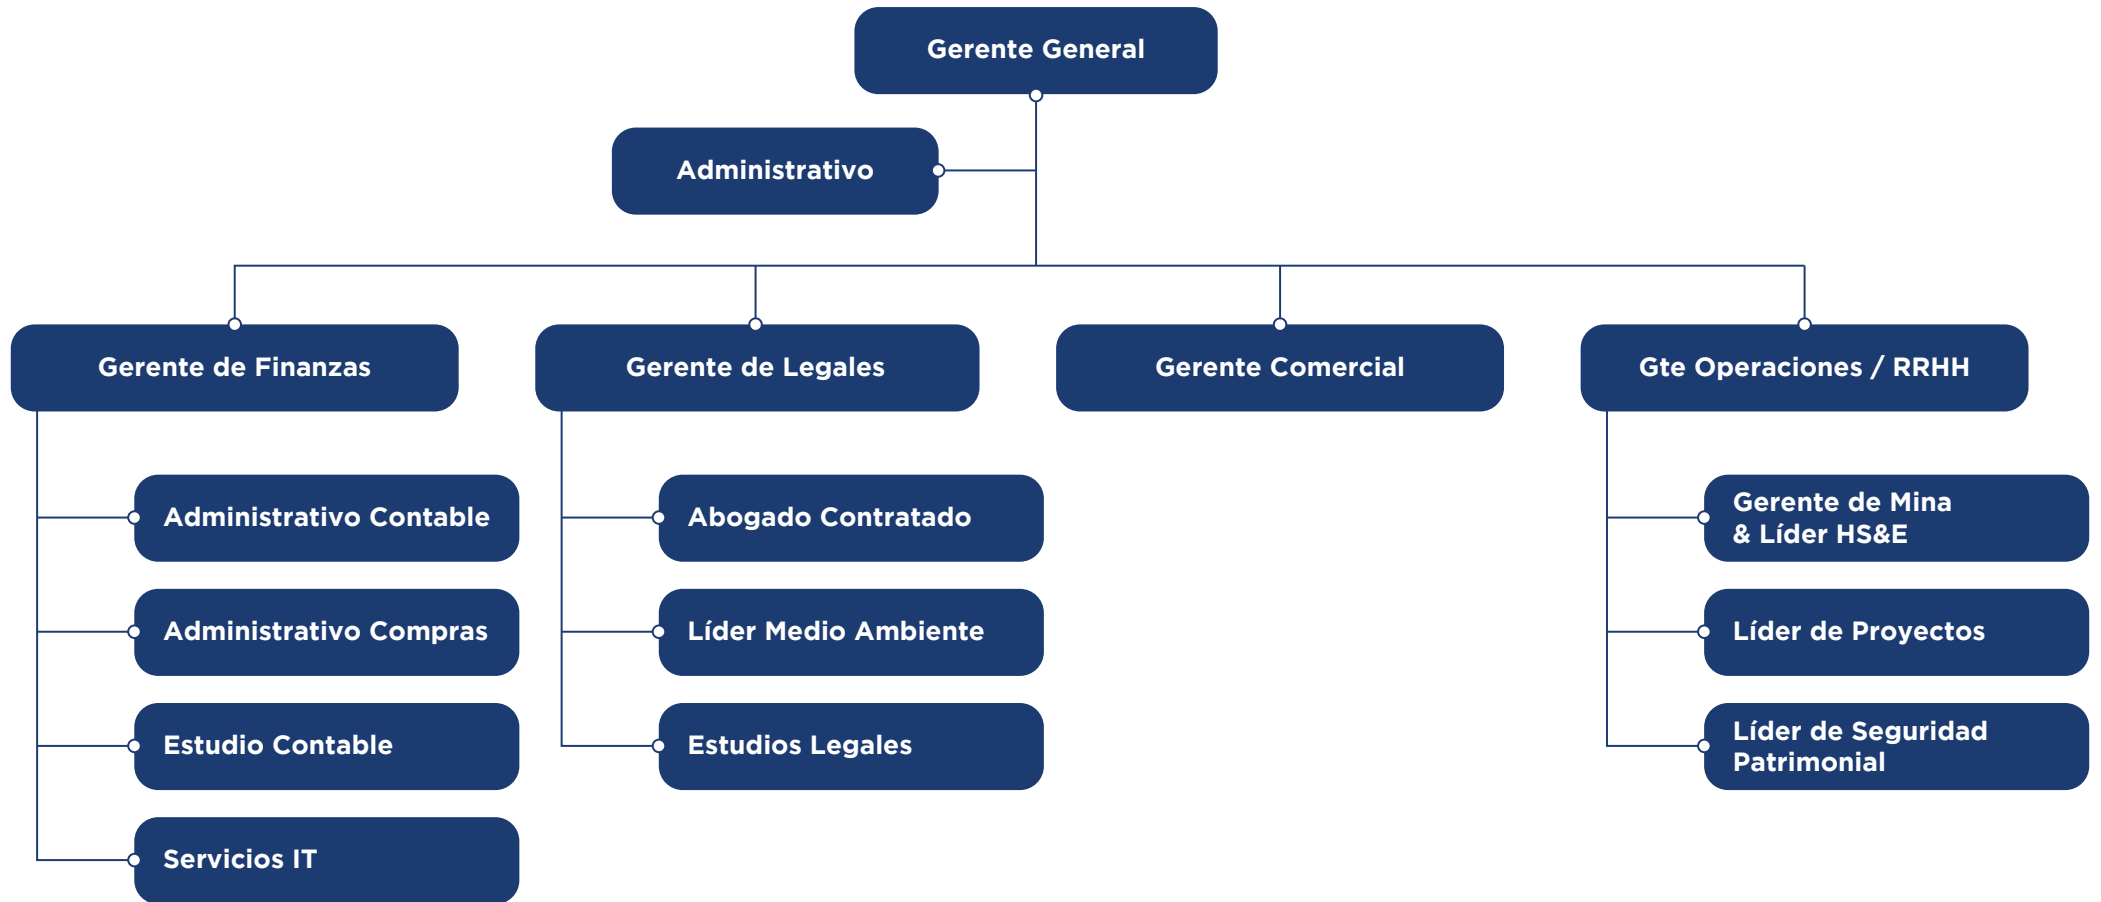 Gerente General
Administrativo
Gerente de Finanzas
Gerente de Legales
Gerente Comercial
Gte Operaciones / RRHH
Administrativo Contable
Administrativo Compras
Estudio Contable
Servicios IT
Abogado Contratado
Líder Medio Ambiente
Estudios Legales
Gerente de Mina
& Líder HS&E
Líder de Proyectos
Líder de Seguridad
Patrimonial